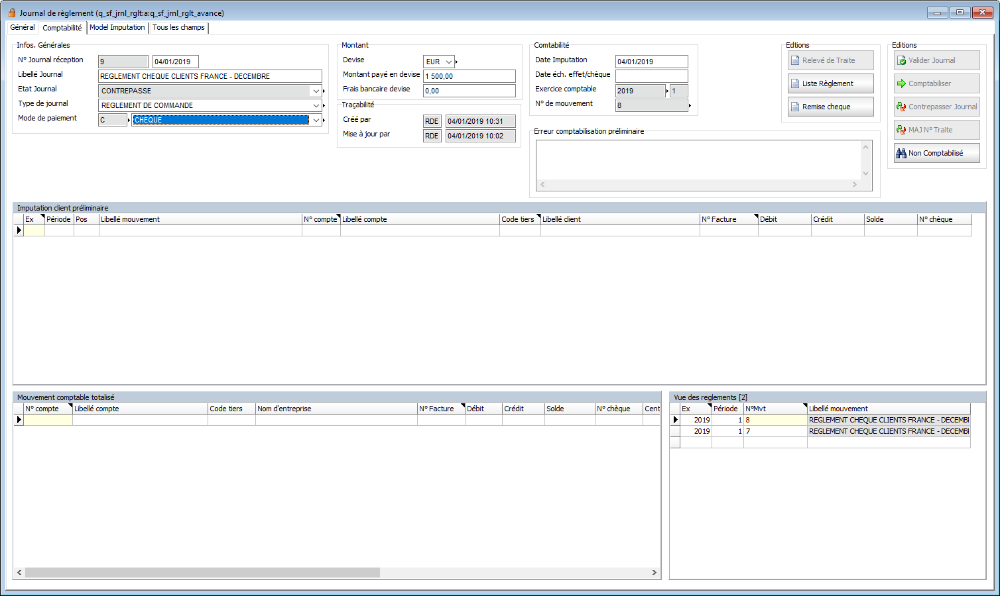 Journal de règlement (q_sf_jrnl_rglt:a:q_sf_jrnl_rglt_avance)
Général Comptabilité Model Imputation Tous les champs
Infos. Générales
N° Journal réception 9 04/01/2019
Libellé Journal REGLEMENT CHEQUE CLIENTS FRANCE - DECEMBRE
Etat Journal CONTREPASSE
Type de journal REGLEMENT DE COMMANDE
Mode de paiement C CHEQUE
Montant
Devise EUR
Montant payé en devise 1 500,00
Frais bancaire devise 0,00
Traçabilité
Créé par RDE 04/01/2019 10:31
Mise à jour par RDE 04/01/2019 10:02
Comtabilité
Date Imputation 04/01/2019
Date éch. effet/chèque
Exercice comptable 2019 1
N° de mouvement 8
Erreur comptabilisation préliminaire
Edtions
Relevé de Traite
Liste Règlement
Remise cheque
Editions
Valider Journal
Comptabiliser
Contrepasser Journal
MAJ N° Traite
Non Comptabilisé
Imputation client préliminaire
Ex Période Pos Libellé mouvement N° compte Libellé compte Code tiers Libellé client N° Facture Débit Crédit Solde N° chèque
Mouvement comptable totalisé
N° compte Libellé compte Code tiers Nom d'entreprise N° Facture Débit Crédit Solde N° chèque Cent
Vue des reglements [2]
Ex Période N°Mvt Libellé mouvement
2019 1 8 REGLEMENT CHEQUE CLIENTS FRANCE - DECEMBI
2019 1 7 REGLEMENT CHEQUE CLIENTS FRANCE - DECEMBI